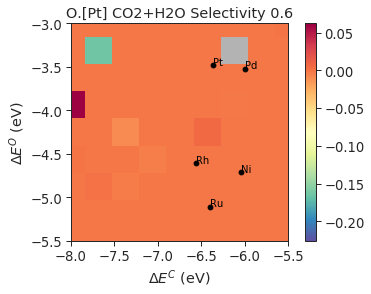 O.[Pt] CO2+H2O Selectivity 0.6
ΔE^O (eV)
−3.0
−3.5
−4.0
−4.5
−5.0
−5.5
Pt
Pd
Rh
Ni
Ru
−8.0 −7.5 −7.0 −6.5 −6.0 −5.5
ΔE^C (eV)
0.05
0.00
−0.05
−0.10
−0.15
−0.20